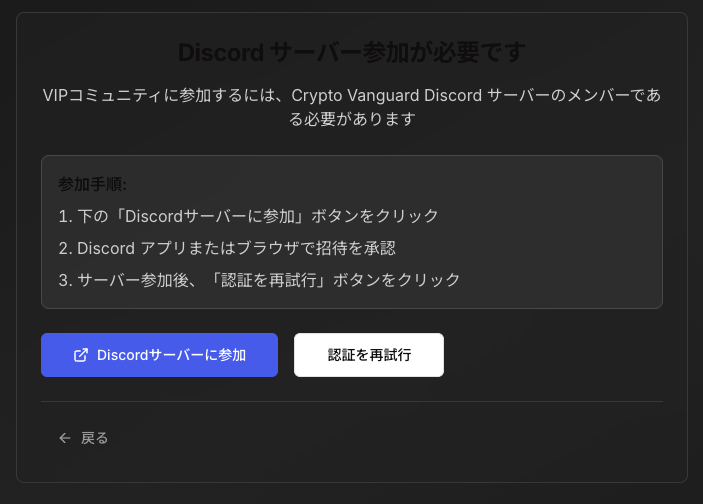 Discord サーバー参加が必要です
VIPコミュニティに参加するには、Crypto Vanguard Discord サーバーのメンバーであ
る必要があります
参加手順:
1. 下の「Discordサーバーに参加」ボタンをクリック
2. Discord アプリまたはブラウザで招待を承認
3. サーバー参加後、「認証を再試行」ボタンをクリック
Discordサーバーに参加
認証を再試行
戻る